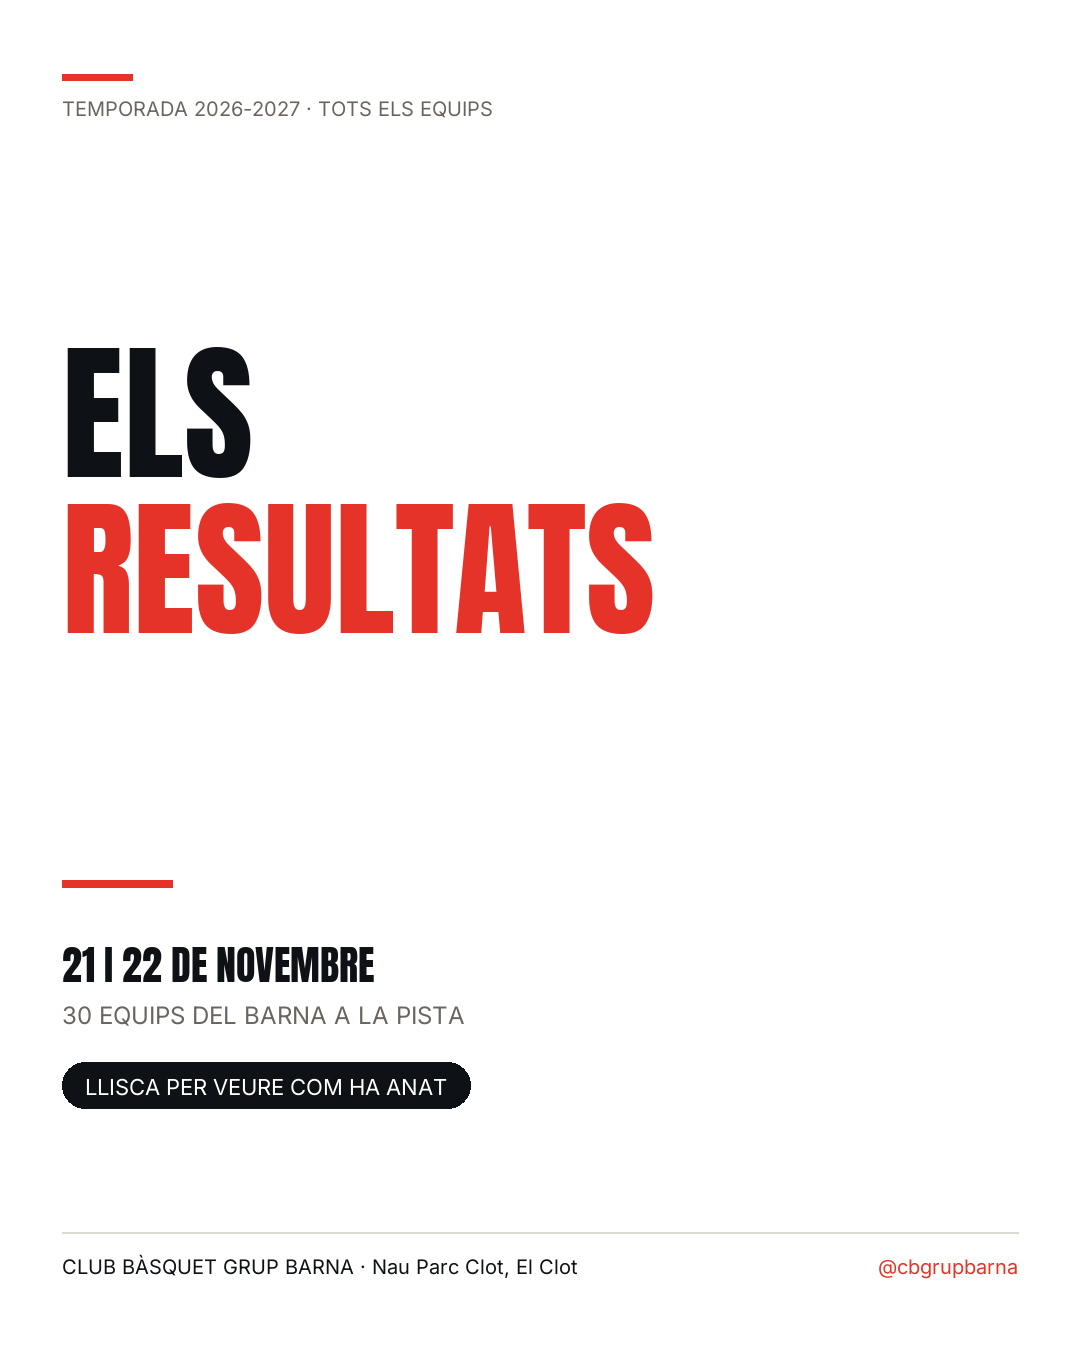 TEMPORADA 2026-2027 · TOTS ELS EQUIPS
ELS
RESULTATS
21 I 22 DE NOVEMBRE
30 EQUIPS DEL BARNA A LA PISTA
LLISCA PER VEURE COM HA ANAT
CLUB BÀSQUET GRUP BARNA · Nau Parc Clot, El Clot
@cbgrupbarna